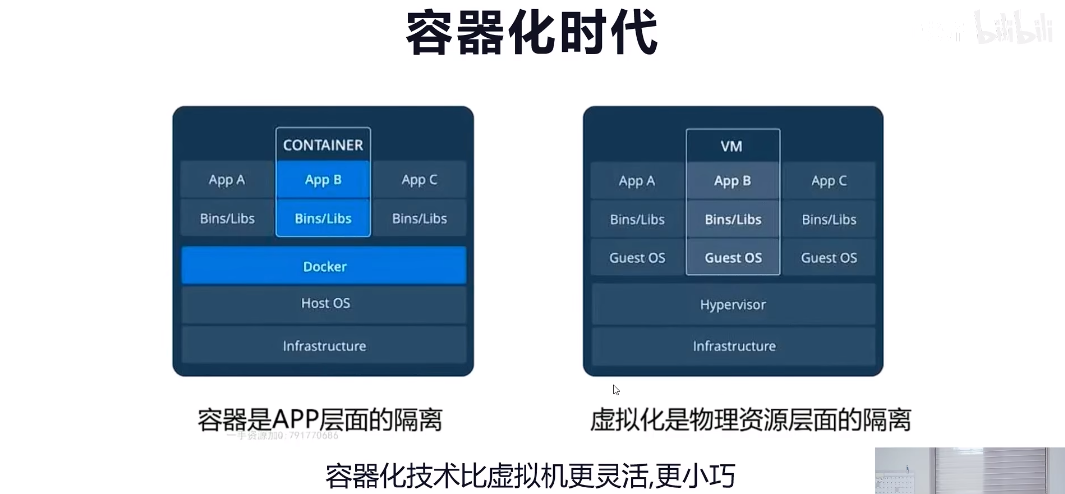 容器化时代
bilibili
CONTAINER
App A App B App C
Bins/Libs Bins/Libs Bins/Libs
Docker
Host OS
Infrastructure
VM
App A App B App C
Bins/Libs Bins/Libs Bins/Libs
Guest OS Guest OS Guest OS
Hypervisor
Infrastructure
容器是APP层面的隔离
虚拟化是物理资源层面的隔离
一手资源加Q 791770686
容器化技术比虚拟机更灵活,更小巧